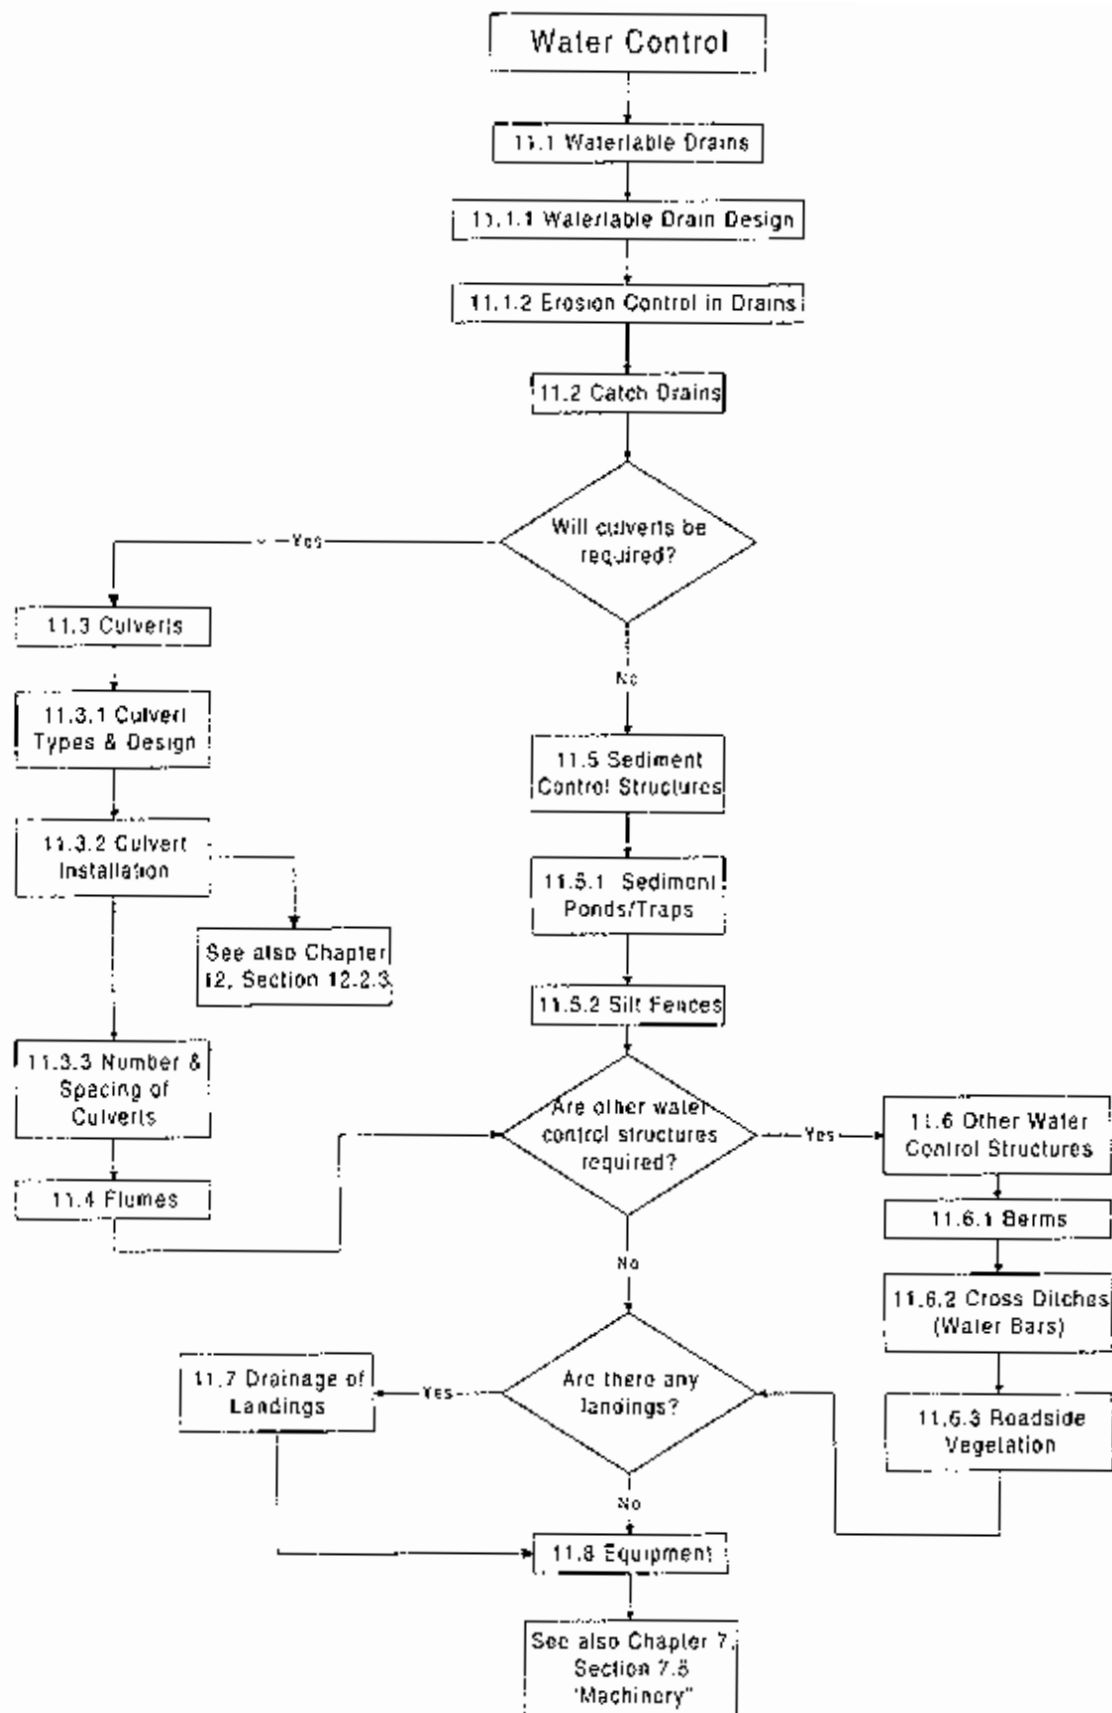 Water Control
11.1 Watertable Drains
11.1.1 Watertable Drain Design
11.1.2 Erosion Control in Drains
11.2 Catch Drains
Will culverts be
required?
Yes
11.3 Culverts
No
11.3.1 Culvert
Types & Design
11.5 Sediment
Control Structures
11.3.2 Culvert
Installation
11.5.1 Sediment
Ponds/Traps
See also Chapter
12, Section 12.2.3
11.5.2 Silt Fences
11.3.3 Number &
Spacing of
Culverts
Are other water
control structures
required?
Yes
11.6 Other Water
Control Structures
11.4 Flumes
11.6.1 Berms
No
11.6.2 Cross Ditches
(Water Bars)
11.7 Drainage of
Landings
Yes
Are there any
landings?
11.6.3 Roadside
Vegetation
No
11.8 Equipment
See also Chapter 7,
Section 7.8
"Machinery"